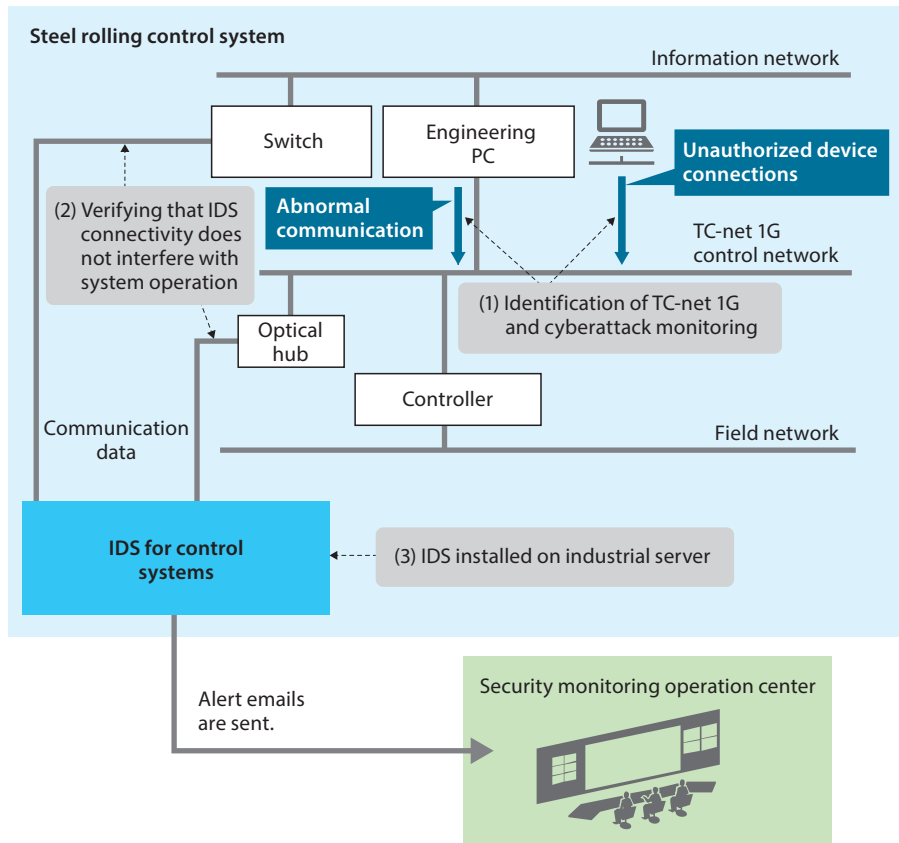 Steel rolling control system
Information network
Switch
Engineering
PC
Unauthorized device
connections
Abnormal
communication
(2) Verifying that IDS
connectivity does
not interfere with
system operation
TC-net 1G
control network
(1) Identification of TC-net 1G
and cyberattack monitoring
Optical
hub
Controller
Communication
data
Field network
IDS for control
systems
(3) IDS installed on industrial server
Alert emails
are sent.
Security monitoring operation center